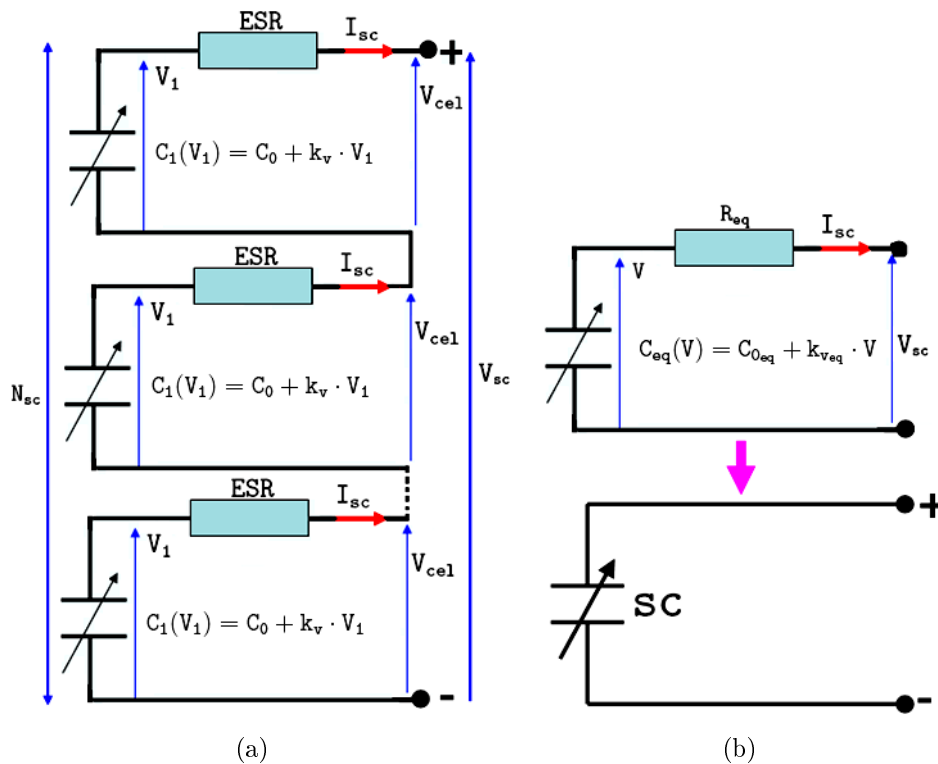 ESR
I_sc
+
V_1
V_cel
C_1(V_1) = C_0 + k_v · V_1
ESR
I_sc
V_1
V_cel
C_1(V_1) = C_0 + k_v · V_1
N_sc
V_sc
ESR
I_sc
V_1
V_cel
C_1(V_1) = C_0 + k_v · V_1
-
(a)
R_eq
I_sc
V
C_eq(V) = C_0eq + k_veq · V
V_sc
+
SC
-
(b)